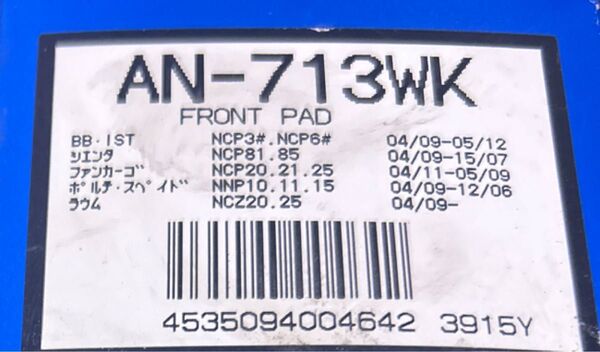 AN-713WK
FRONT PAD
BB・IST NCP3#.NCP6# 04/09-05/12
ｼｴﾝﾀ NCP81.85 04/09-15/07
ﾌｧﾝｶｰｺﾞ NCP20.21.25 04/11-05/09
ﾎﾟﾙﾃ・ｽﾍﾟｲﾄﾞ NNP10.11.15 04/09-12/06
ﾗｳﾑ NCZ20.25 04/09-
4535094004642 3915Y